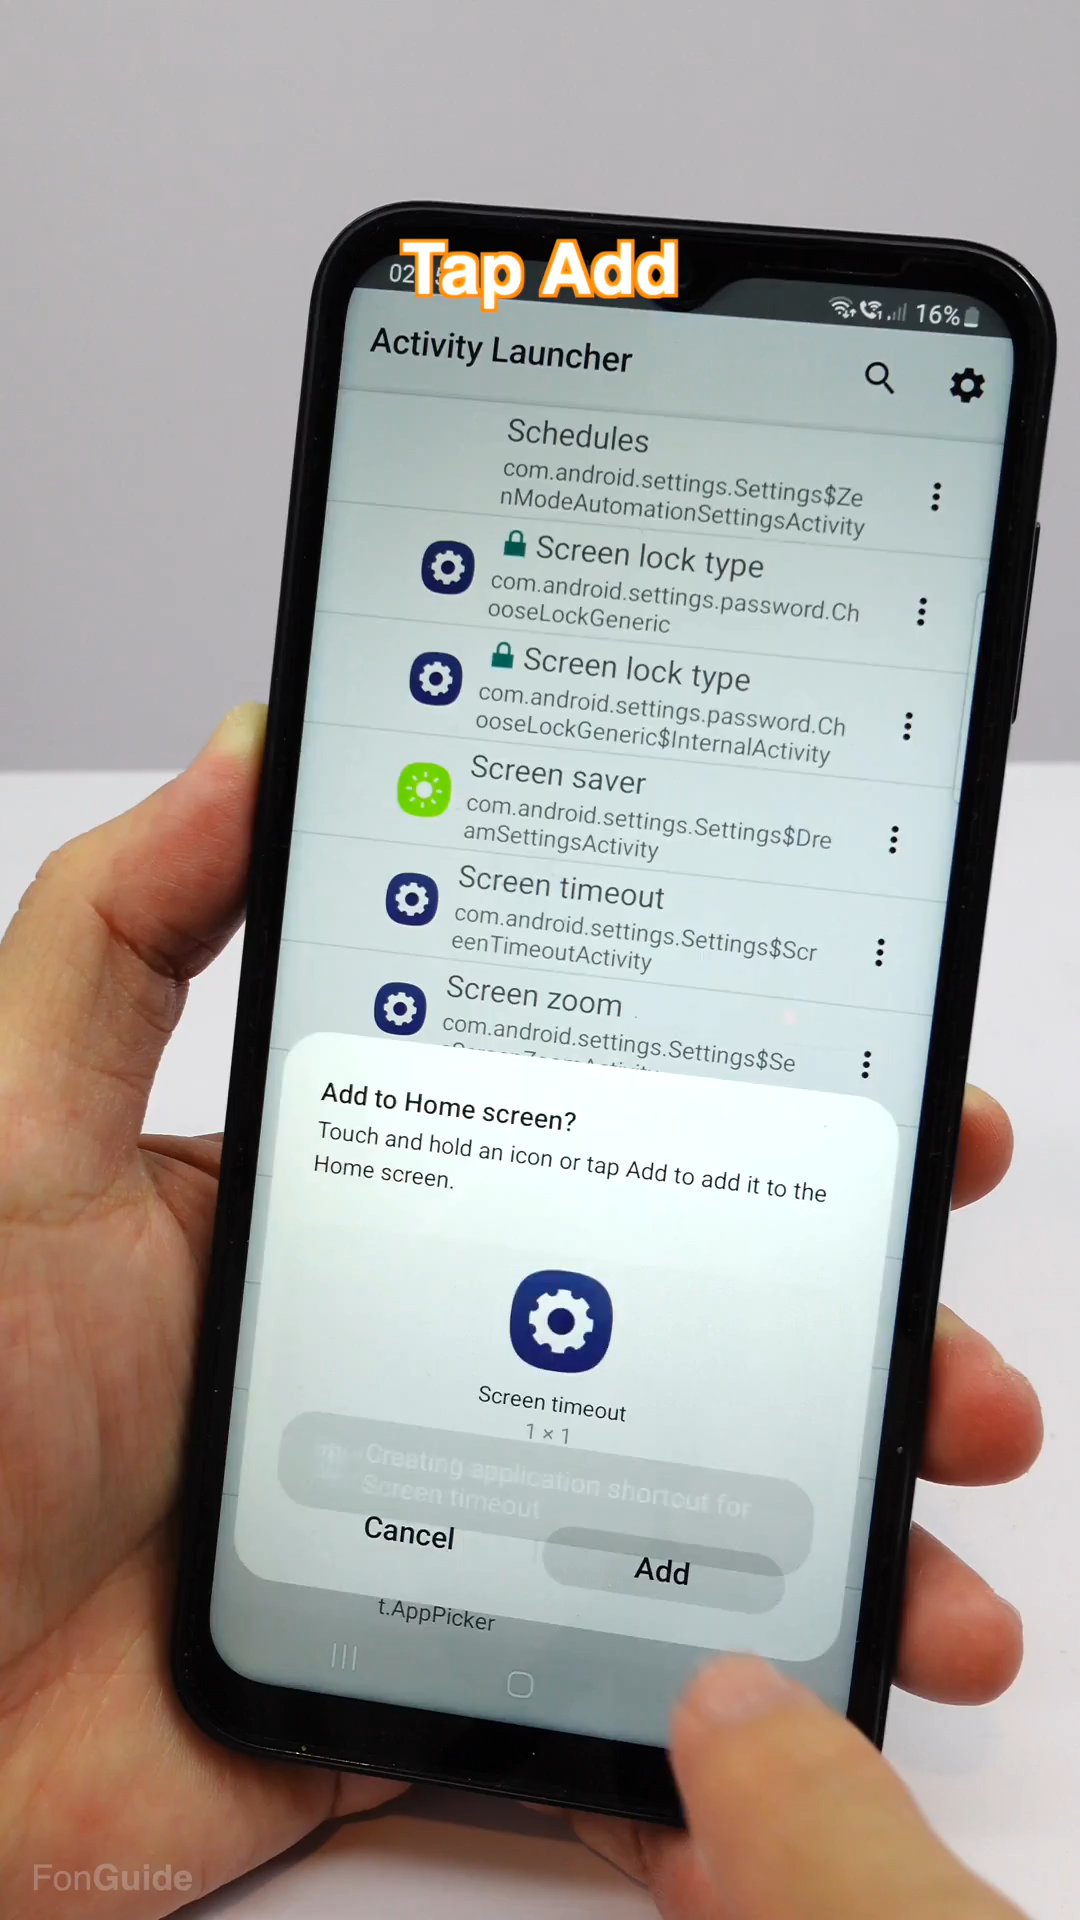 Tap Add
02
16%
Activity Launcher
Schedules
com.android.settings.Settings$Ze
nModeAutomationSettingsActivity
Screen lock type
com.android.settings.password.Ch
ooseLockGeneric
Screen lock type
com.android.settings.password.Ch
ooseLockGeneric$InternalActivity
Screen saver
com.android.settings.Settings$Dre
amSettingsActivity
Screen timeout
com.android.settings.Settings$Scr
eenTimeoutActivity
Screen zoom
com.android.settings.Settings$Se
Add to Home screen?
Touch and hold an icon or tap Add to add it to the
Home screen.
Screen timeout
1 × 1
Creating application shortcut for
Screen timeout
Cancel
Add
t.AppPicker
FonGuide